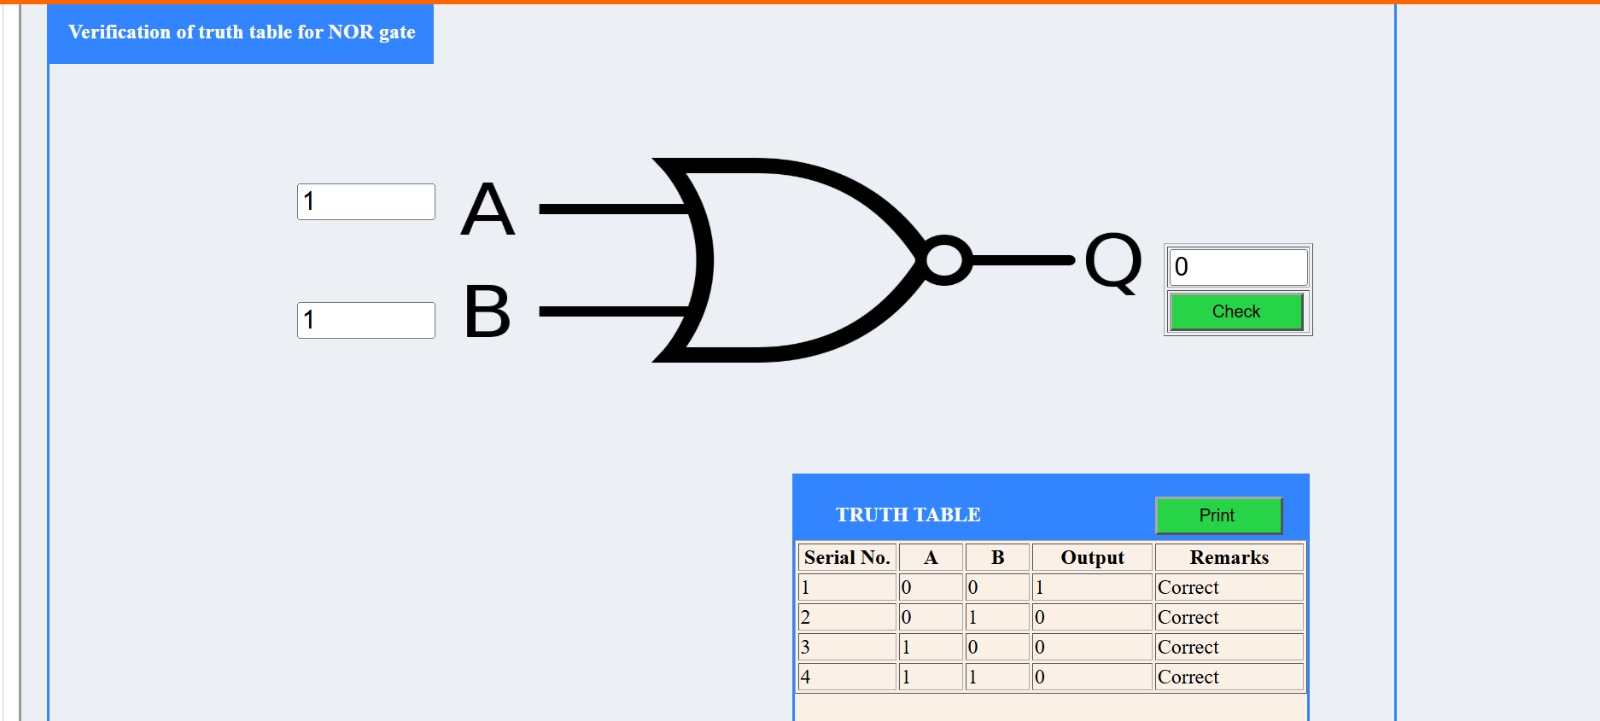 Verification of truth table for NOR gate
1
A
1
B
Q
0
Check
TRUTH TABLE
Print
Serial No. A B Output Remarks
1 0 0 1 Correct
2 0 1 0 Correct
3 1 0 0 Correct
4 1 1 0 Correct